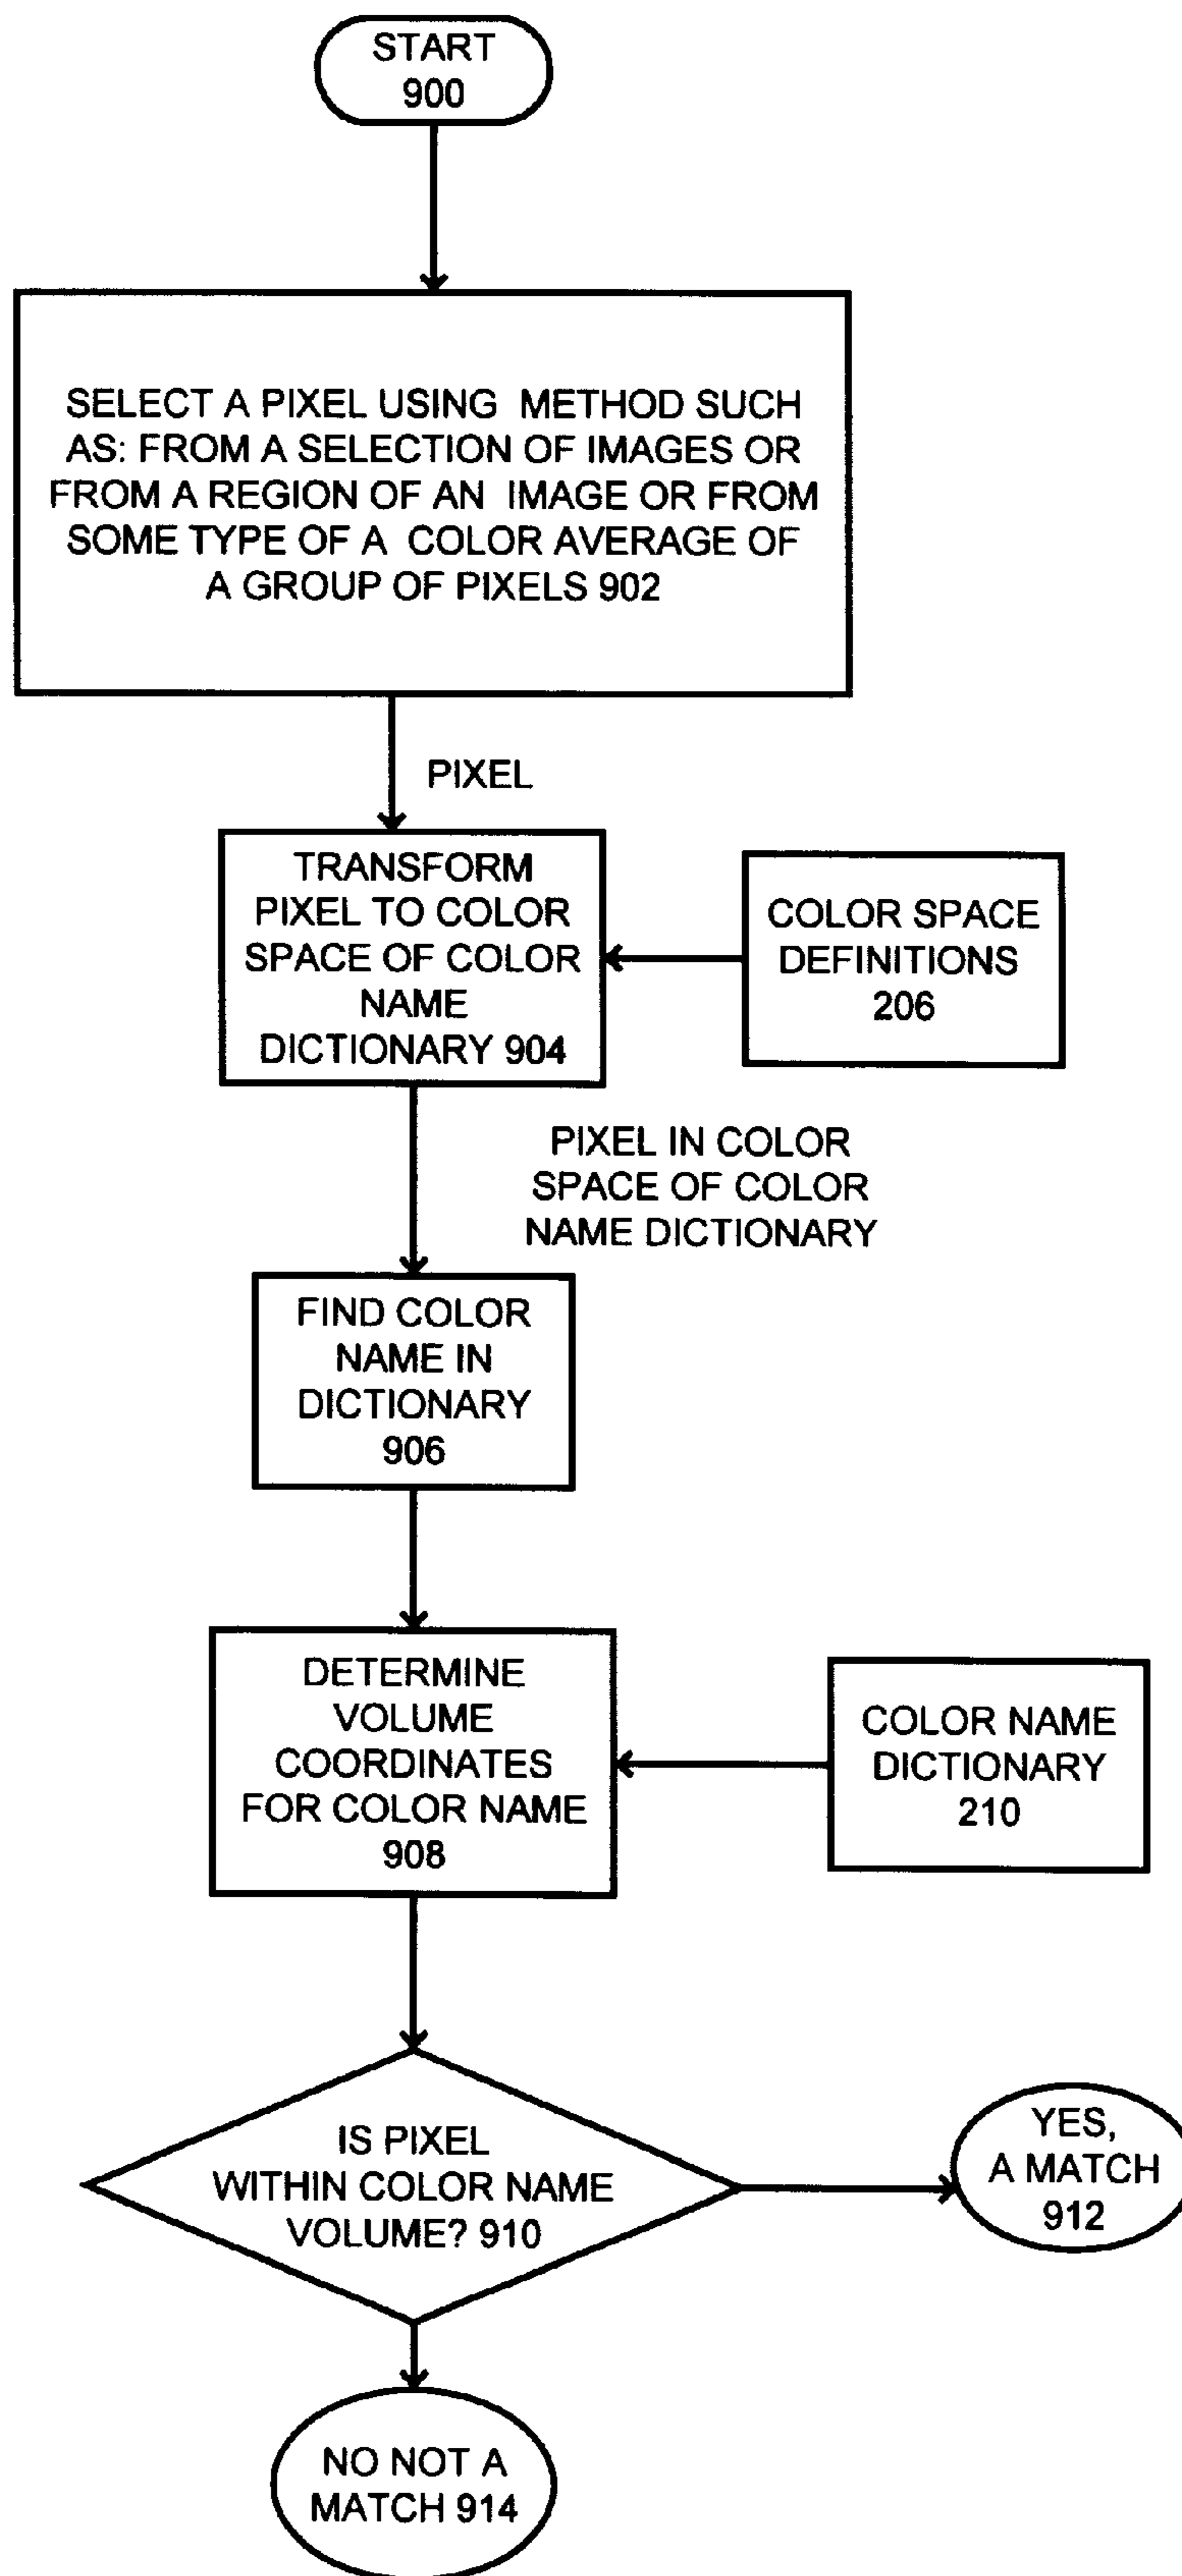 START
900
SELECT A PIXEL USING METHOD SUCH
AS: FROM A SELECTION OF IMAGES OR
FROM A REGION OF AN IMAGE OR FROM
SOME TYPE OF A COLOR AVERAGE OF
A GROUP OF PIXELS 902
PIXEL
TRANSFORM
PIXEL TO COLOR
SPACE OF COLOR
NAME
DICTIONARY 904
COLOR SPACE
DEFINITIONS
206
PIXEL IN COLOR
SPACE OF COLOR
NAME DICTIONARY
FIND COLOR
NAME IN
DICTIONARY
906
DETERMINE
VOLUME
COORDINATES
FOR COLOR NAME
908
COLOR NAME
DICTIONARY
210
IS PIXEL
WITHIN COLOR NAME
VOLUME? 910
YES,
A MATCH
912
NO NOT A
MATCH 914